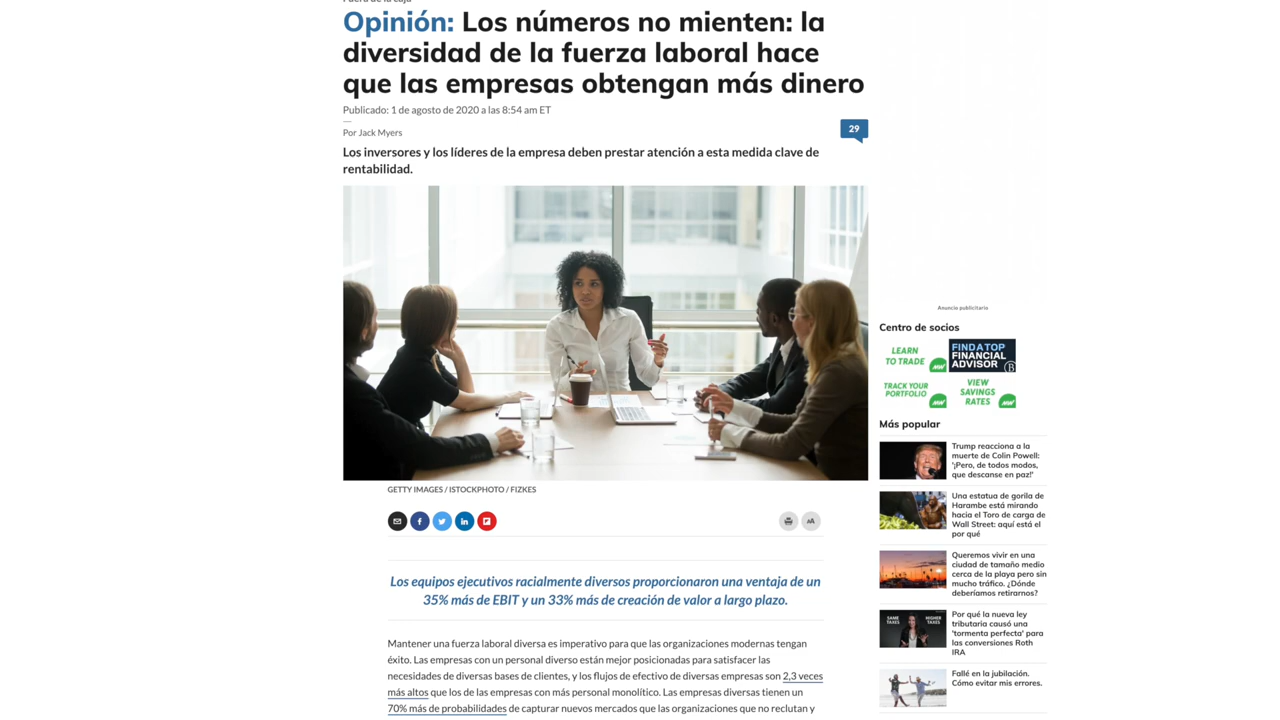 Fuera de la caja
Opinión: Los números no mienten: la
diversidad de la fuerza laboral hace
que las empresas obtengan más dinero
Publicado: 1 de agosto de 2020 a las 8:54 am ET
Por Jack Myers
29
Los inversores y los líderes de la empresa deben prestar atención a esta medida clave de
rentabilidad.
GETTY IMAGES / ISTOCKPHOTO / FIZKES
Los equipos ejecutivos racialmente diversos proporcionaron una ventaja de un
35% más de EBIT y un 33% más de creación de valor a largo plazo.
Mantener una fuerza laboral diversa es imperativo para que las organizaciones modernas tengan
éxito. Las empresas con un personal diverso están mejor posicionadas para satisfacer las
necesidades de diversas bases de clientes, y los flujos de efectivo de diversas empresas son 2,3 veces
más altos que los de las empresas con más personal monolítico. Las empresas diversas tienen un
70% más de probabilidades de capturar nuevos mercados que las organizaciones que no reclutan y
Anuncio publicitario
Centro de socios
LEARN
TO TRADE
FIND A TOP
FINANCIAL
ADVISOR
TRACK YOUR
PORTFOLIO
VIEW
SAVINGS
RATES
Más popular
Trump reacciona a la
muerte de Colin Powell:
'¡Pero, de todos modos,
que descanse en paz!'
Una estatua de gorila de
Harambe está mirando
hacia el Toro de carga de
Wall Street: aquí está el
por qué
Queremos vivir en una
ciudad de tamaño medio
cerca de la playa pero sin
mucho tráfico. ¿Dónde
deberíamos retirarnos?
SAME
TAXES
HIGHER
TAXES
Por qué la nueva ley
tributaria causó una
'tormenta perfecta' para
las conversiones Roth
IRA
Fallé en la jubilación.
Cómo evitar mis errores.